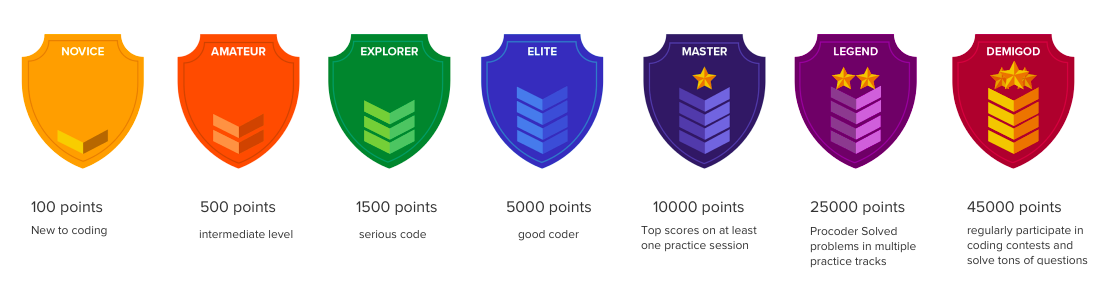 NOVICE
AMATEUR
EXPLORER
ELITE
MASTER
LEGEND
DEMIGOD
100 points
500 points
1500 points
5000 points
10000 points
25000 points
45000 points
New to coding
intermediate level
serious code
good coder
Top scores on at least
one practice session
Procoder Solved
problems in multiple
practice tracks
regularly participate in
coding contests and
solve tons of questions